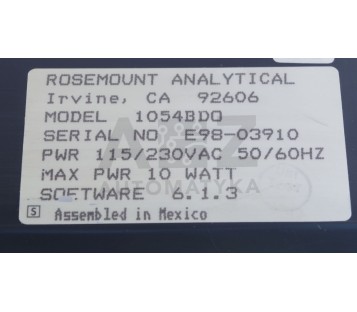 ROSEMOUNT ANALYTICAL
Irvine, CA 92606
MODEL 1054BDO
SERIAL NO E98-03910
PWR 115/230VAC 50/60HZ
MAX PWR 10 WATT
SOFTWARE 6.1.3
S Assembled in Mexico
AUTOMATYKA